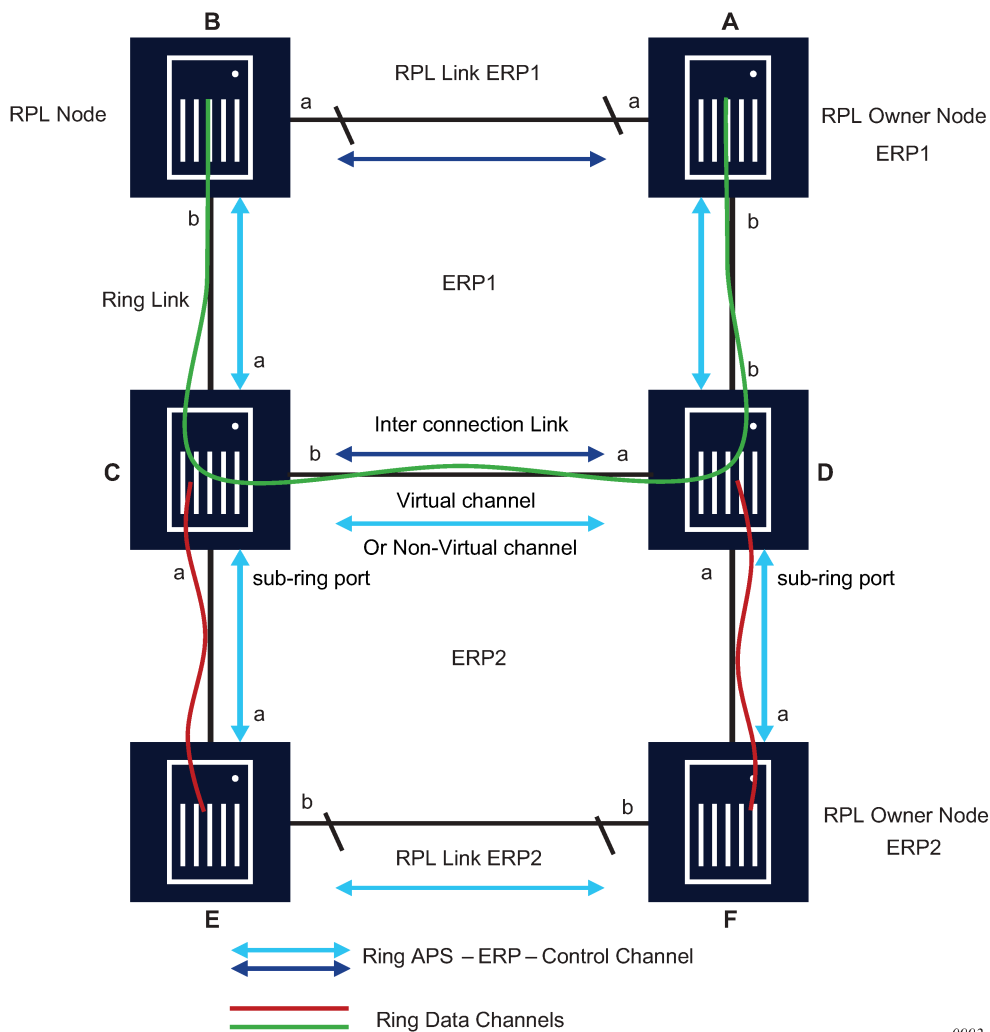 B
A
RPL Link ERP1
a
a
RPL Node
RPL Owner Node
ERP1
b
b
ERP1
Ring Link
a
b
Inter connection Link
b
a
C
D
Virtual channel
Or Non-Virtual channel
a
sub-ring port
a
sub-ring port
ERP2
a
a
b
b
RPL Owner Node
ERP2
RPL Link ERP2
E
F
Ring APS – ERP – Control Channel
Ring Data Channels